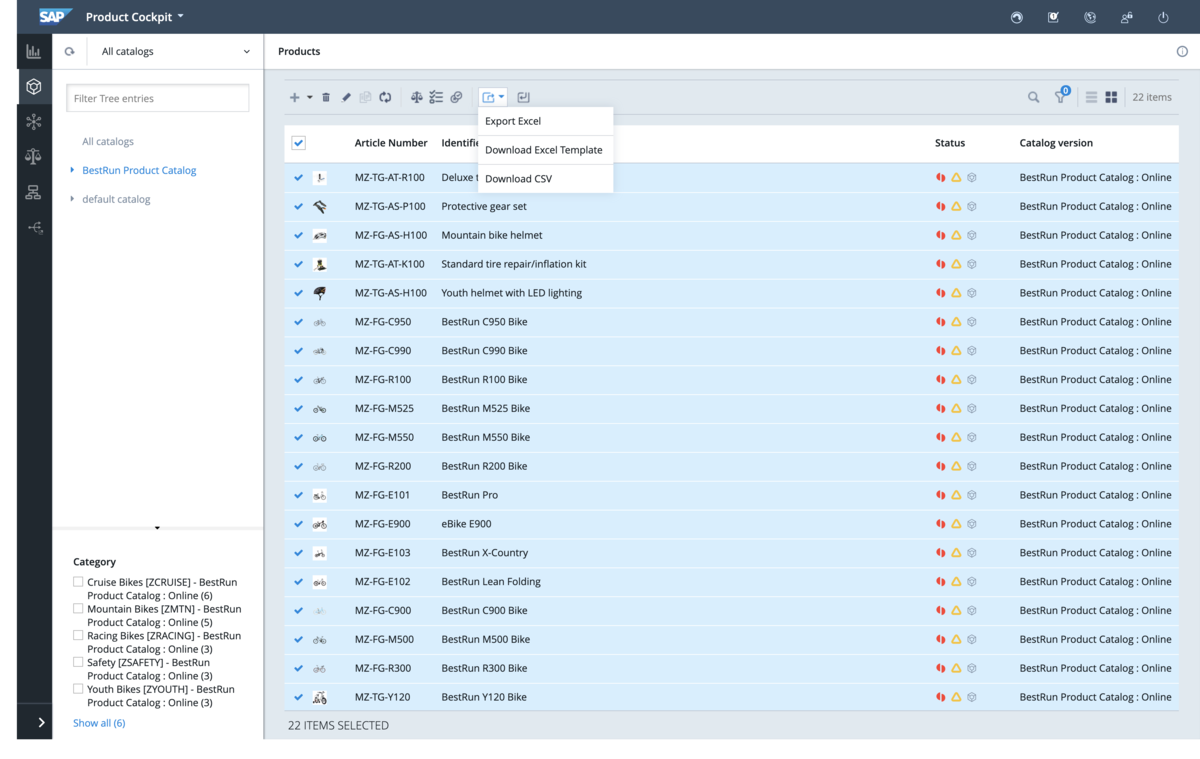 SAP Product Cockpit
All catalogs
Products
Filter Tree entries
22 items
0
Export Excel
Download Excel Template
Download CSV
All catalogs
BestRun Product Catalog
default catalog
Article Number Identifie Status Catalog version
MZ-TG-AT-R100 Deluxe t BestRun Product Catalog : Online
MZ-TG-AS-P100 Protective gear set BestRun Product Catalog : Online
MZ-FG-AS-H100 Mountain bike helmet BestRun Product Catalog : Online
MZ-TG-AT-K100 Standard tire repair/inflation kit BestRun Product Catalog : Online
MZ-TG-AS-H100 Youth helmet with LED lighting BestRun Product Catalog : Online
MZ-FG-C950 BestRun C950 Bike BestRun Product Catalog : Online
MZ-FG-C990 BestRun C990 Bike BestRun Product Catalog : Online
MZ-FG-R100 BestRun R100 Bike BestRun Product Catalog : Online
MZ-FG-M525 BestRun M525 Bike BestRun Product Catalog : Online
MZ-FG-M550 BestRun M550 Bike BestRun Product Catalog : Online
MZ-FG-R200 BestRun R200 Bike BestRun Product Catalog : Online
MZ-FG-E101 BestRun Pro BestRun Product Catalog : Online
MZ-FG-E900 eBike E900 BestRun Product Catalog : Online
MZ-FG-E103 BestRun X-Country BestRun Product Catalog : Online
MZ-FG-E102 BestRun Lean Folding BestRun Product Catalog : Online
MZ-FG-C900 BestRun C900 Bike BestRun Product Catalog : Online
MZ-FG-M500 BestRun M500 Bike BestRun Product Catalog : Online
MZ-FG-R300 BestRun R300 Bike BestRun Product Catalog : Online
MZ-TG-Y120 BestRun Y120 Bike BestRun Product Catalog : Online
Category
Cruise Bikes [ZCRUISE] - BestRun
Product Catalog : Online (6)
Mountain Bikes [ZMTN] - BestRun
Product Catalog : Online (5)
Racing Bikes [ZRACING] - BestRun
Product Catalog : Online (3)
Safety [ZSAFETY] - BestRun
Product Catalog : Online (3)
Youth Bikes [ZYOUTH] - BestRun
Product Catalog : Online (3)
Show all (6)
22 ITEMS SELECTED